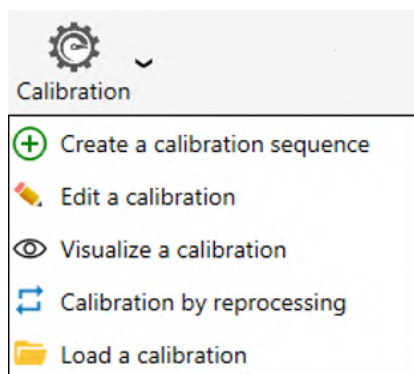 Calibration
Create a calibration sequence
Edit a calibration
Visualize a calibration
Calibration by reprocessing
Load a calibration